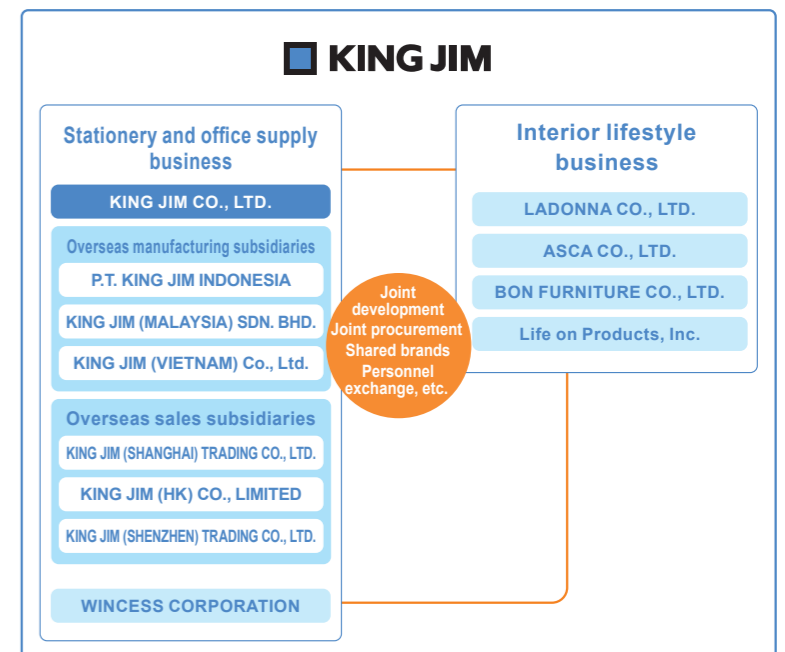 KING JIM
Stationery and office supply
business
KING JIM CO., LTD.
Overseas manufacturing subsidiaries
P.T. KING JIM INDONESIA
KING JIM (MALAYSIA) SDN. BHD.
KING JIM (VIETNAM) Co., Ltd.
Overseas sales subsidiaries
KING JIM (SHANGHAI) TRADING CO., LTD.
KING JIM (HK) CO., LIMITED
KING JIM (SHENZHEN) TRADING CO., LTD.
WINCESS CORPORATION
Joint
development
Joint procurement
Shared brands
Personnel
exchange, etc.
Interior lifestyle
business
LADONNA CO., LTD.
ASCA CO., LTD.
BON FURNITURE CO., LTD.
Life on Products, Inc.